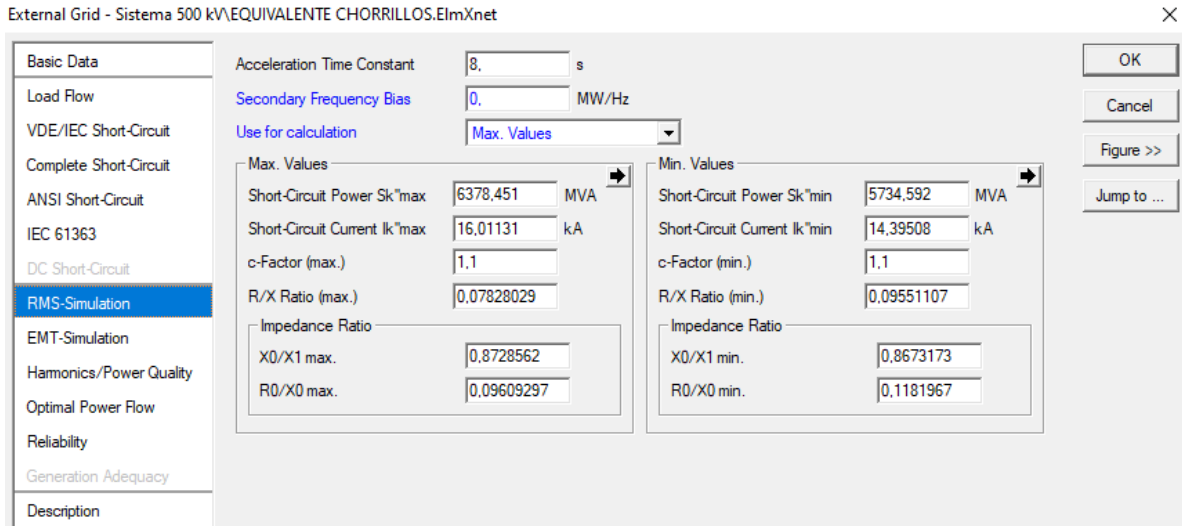 External Grid - Sistema 500 kV\EQUIVALENTE CHORRILLOS.ElmXnet
Basic Data
Load Flow
VDE/IEC Short-Circuit
Complete Short-Circuit
ANSI Short-Circuit
IEC 61363
DC Short-Circuit
RMS-Simulation
EMT-Simulation
Harmonics/Power Quality
Optimal Power Flow
Reliability
Generation Adequacy
Description
Acceleration Time Constant 8, s
Secondary Frequency Bias 0, MW/Hz
Use for calculation Max. Values
Max. Values
Short-Circuit Power Sk"max 6378,451 MVA
Short-Circuit Current Ik"max 16,01131 kA
c-Factor (max.) 1,1
R/X Ratio (max.) 0,07828029
Impedance Ratio
X0/X1 max. 0,8728562
R0/X0 max. 0,09609297
Min. Values
Short-Circuit Power Sk"min 5734,592 MVA
Short-Circuit Current Ik"min 14,39508 kA
c-Factor (min.) 1,1
R/X Ratio (min.) 0,09551107
Impedance Ratio
X0/X1 min. 0,8673173
R0/X0 min. 0,1181967
OK
Cancel
Figure >>
Jump to ...